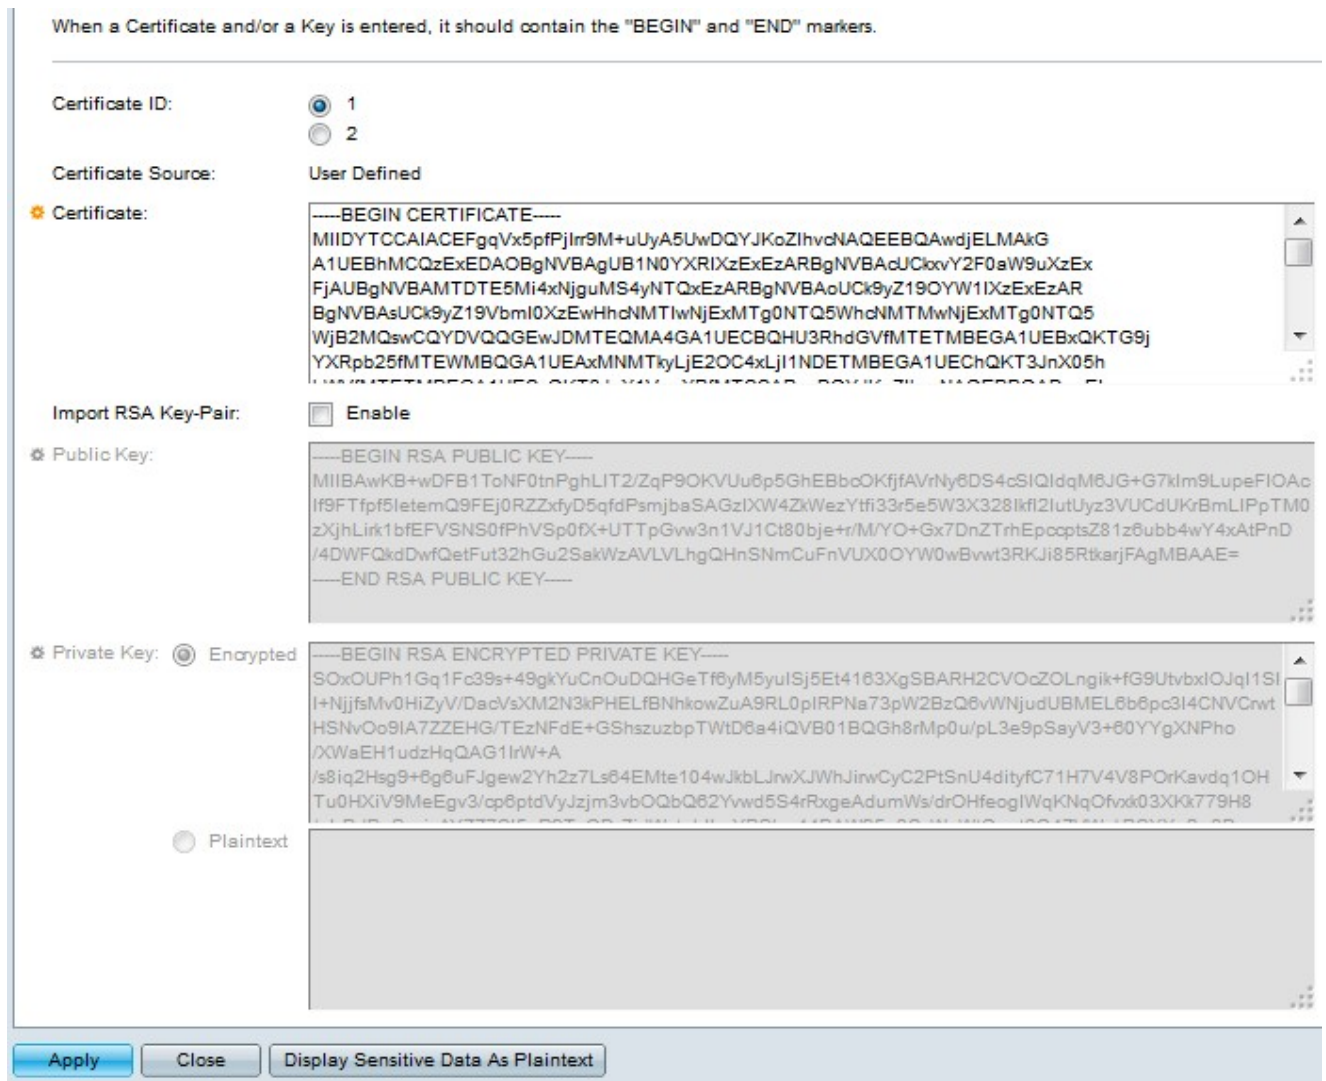 When a Certificate and/or a Key is entered, it should contain the "BEGIN" and "END" markers.
Certificate ID:
1
2
Certificate Source: User Defined
Certificate:
-----BEGIN CERTIFICATE-----
MIIDYTCCAlACEFgqVx5pfPjIrr9M+uUyA5UwDQYJKoZIhvcNAQEEBQAwdjELMAkG
A1UEBhMCQzExEDAOBgNVBAgUB1N0YXRlXzExEzARBgNVBAcUCkxvY2F0aW9uXzEx
FjAUBgNVBAMTDTE5Mi4xNjguMS4yNTQxEzARBgNVBAoUCk9yZ19OYW1lXzExEzAR
BgNVBAsUCk9yZ19Vbml0XzEwHhcNMTIwNjExMTg0NTQ5WhcNMTMwNjExMTg0NTQ5
WjB2MQswCQYDVQQGEwJDMTEQMA4GA1UECBQHU3RhdGVfMTETMBEGA1UEBxQKTG9j
YXRpb25fMTEWMBQGA1UEAxMNMTkyLjE2OC4xLjI1NDETMBEGA1UEChQKT3JnX05h
Import RSA Key-Pair: Enable
Public Key:
-----BEGIN RSA PUBLIC KEY-----
MIIBAwKB+wDFB1ToNF0tnPghLIT2/ZqP9OKVUu6p5GhEBbcOKfjfAVrNy6DS4cSIQIdqM6JG+G7kIm9LupeFIOAc
If9FTfpf5IetemQ9FEj0RZZxfyD5qfdPsmjbaSAGzIXW4ZkWezYtfi33r5e5W3X328Ikfl2IutUyz3VUCdUKrBmLIPpTM0
zXjhLirk1bfEFVSNS0fPhVSp0fX+UTTpGvw3n1VJ1Ct80bje+r/M/YO+Gx7DnZTrhEpccptsZ81z6ubb4wY4xAtPnD
/4DWFQkdDwfQetFut32hGu2SakWzAVLVLhgQHnSNmCuFnVUX0OYW0wBvwt3RKJi85RtkarjFAgMBAAE=
-----END RSA PUBLIC KEY-----
Private Key: Encrypted
-----BEGIN RSA ENCRYPTED PRIVATE KEY-----
SOxOUPh1Gq1Fc39s+49gkYuCnOuDQHGeTf6yM5yuISj5Et4163XgSBARH2CVOcZOLngik+fG9UtvbxIOJqI1SI
I+NjjfsMv0HiZyV/DacVsXM2N3kPHELfBNhkowZuA9RL0pIRPNa73pW2BzQ6vWNjudUBMEL6b6pc3I4CNVCrwt
HSNvOo9IA7ZZEHG/TEzNFdE+GShszuzbpTWtD6a4iQVB01BQGh8rMp0u/pL3e9pSayV3+60YYgXNPho
/XWaEH1udzHqQAG1IrW+A
/s8iq2Hsg9+6g6uFJgew2Yh2z7Ls64EMte104wJkbLJrwXJWhJirwCyC2PtSnU4dityfC71H7V4V8POrKavdq1OH
Tu0HXiV9MeEgv3/cp6ptdVyJzjm3vbOQbQ62Yvwd5S4rRxgeAdumWs/drOHfeogIWqKNqOfvxk03XKk779H8
Plaintext
Apply
Close
Display Sensitive Data As Plaintext